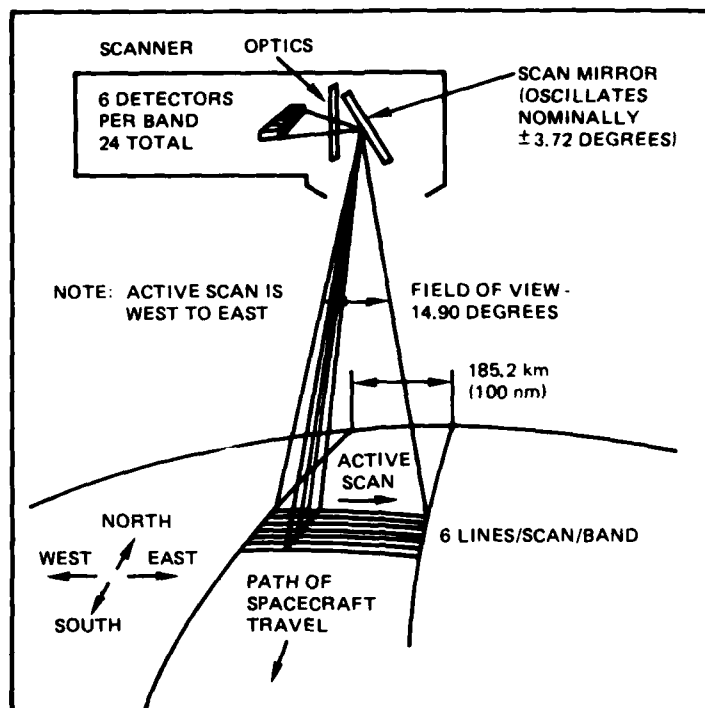 SCANNER
OPTICS
6 DETECTORS
PER BAND
24 TOTAL
SCAN MIRROR
(OSCILLATES
NOMINALLY
±3.72 DEGREES)
NOTE: ACTIVE SCAN IS
WEST TO EAST
FIELD OF VIEW -
14.90 DEGREES
185.2 km
(100 nm)
ACTIVE
SCAN
NORTH
WEST
EAST
SOUTH
6 LINES/SCAN/BAND
PATH OF
SPACECRAFT
TRAVEL